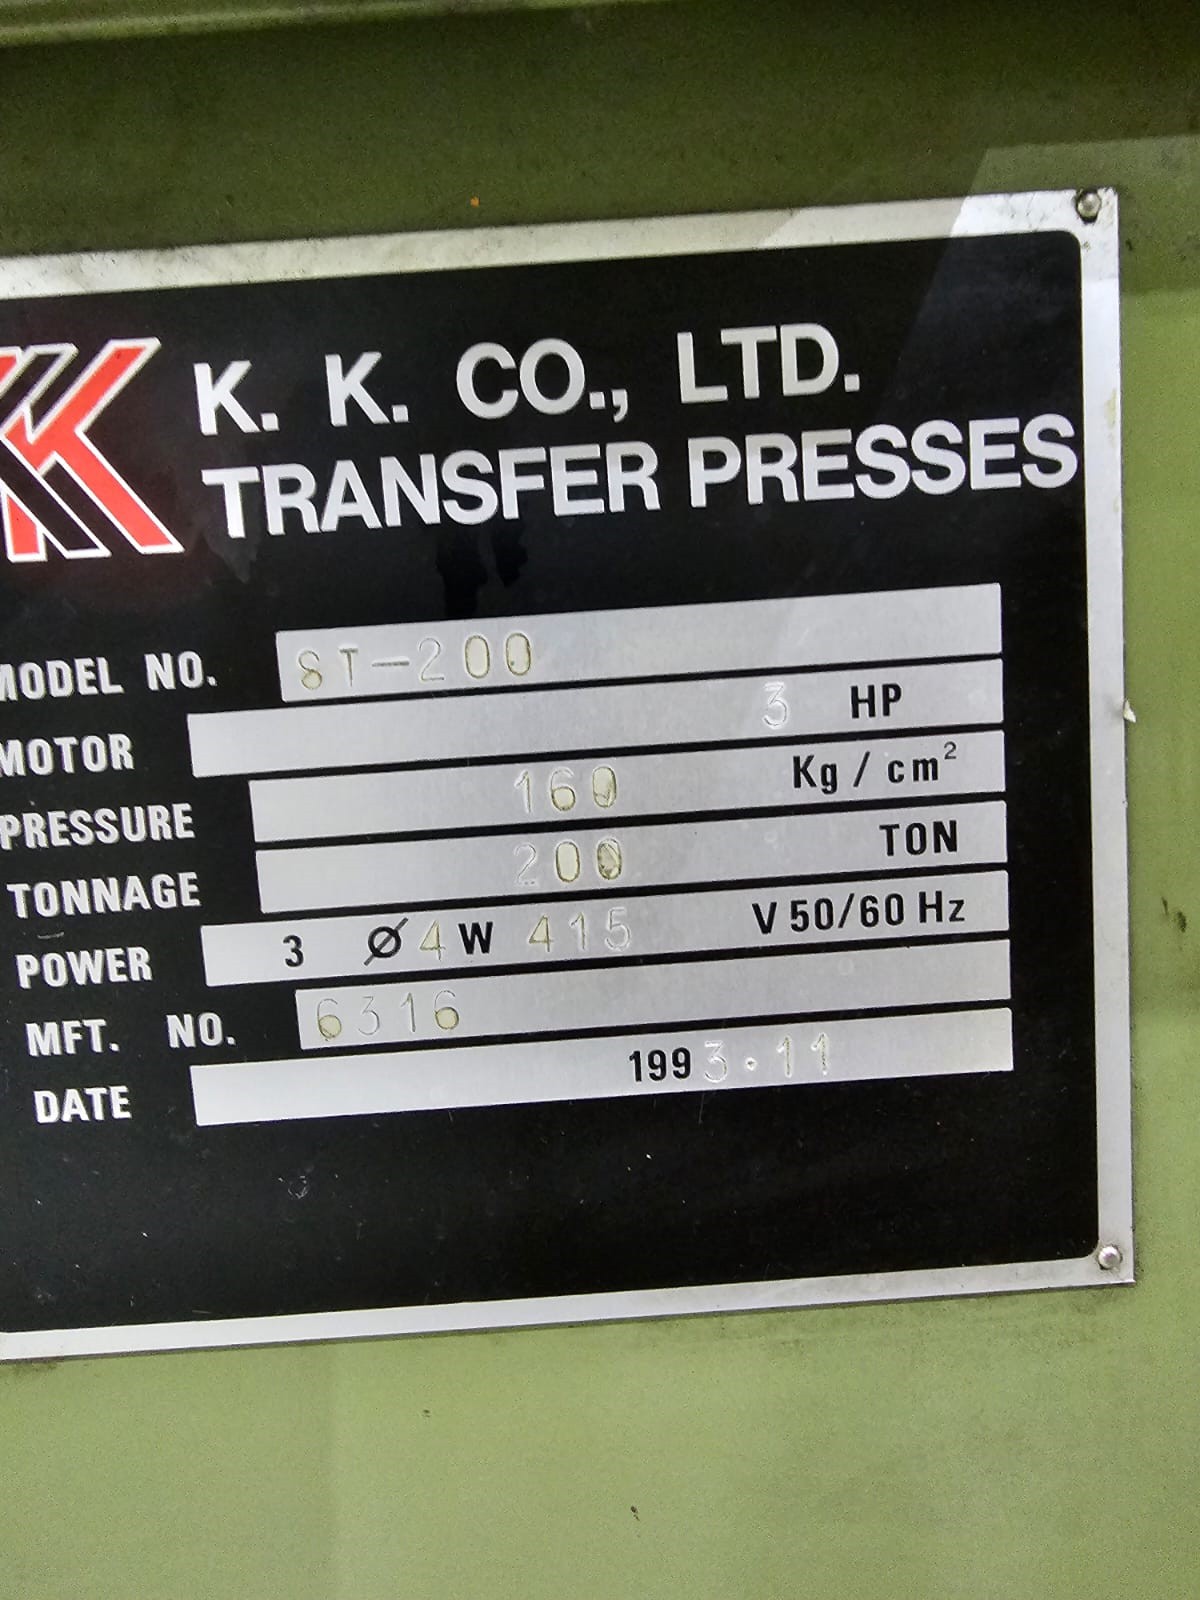 K. K. CO., LTD.
TRANSFER PRESSES
MODEL NO. ST-200
MOTOR 3 HP
PRESSURE 160 Kg / cm²
TONNAGE 200 TON
POWER 3 Ø 4 W 415 V 50/60 Hz
MFT. NO. 6316
DATE 1993.11